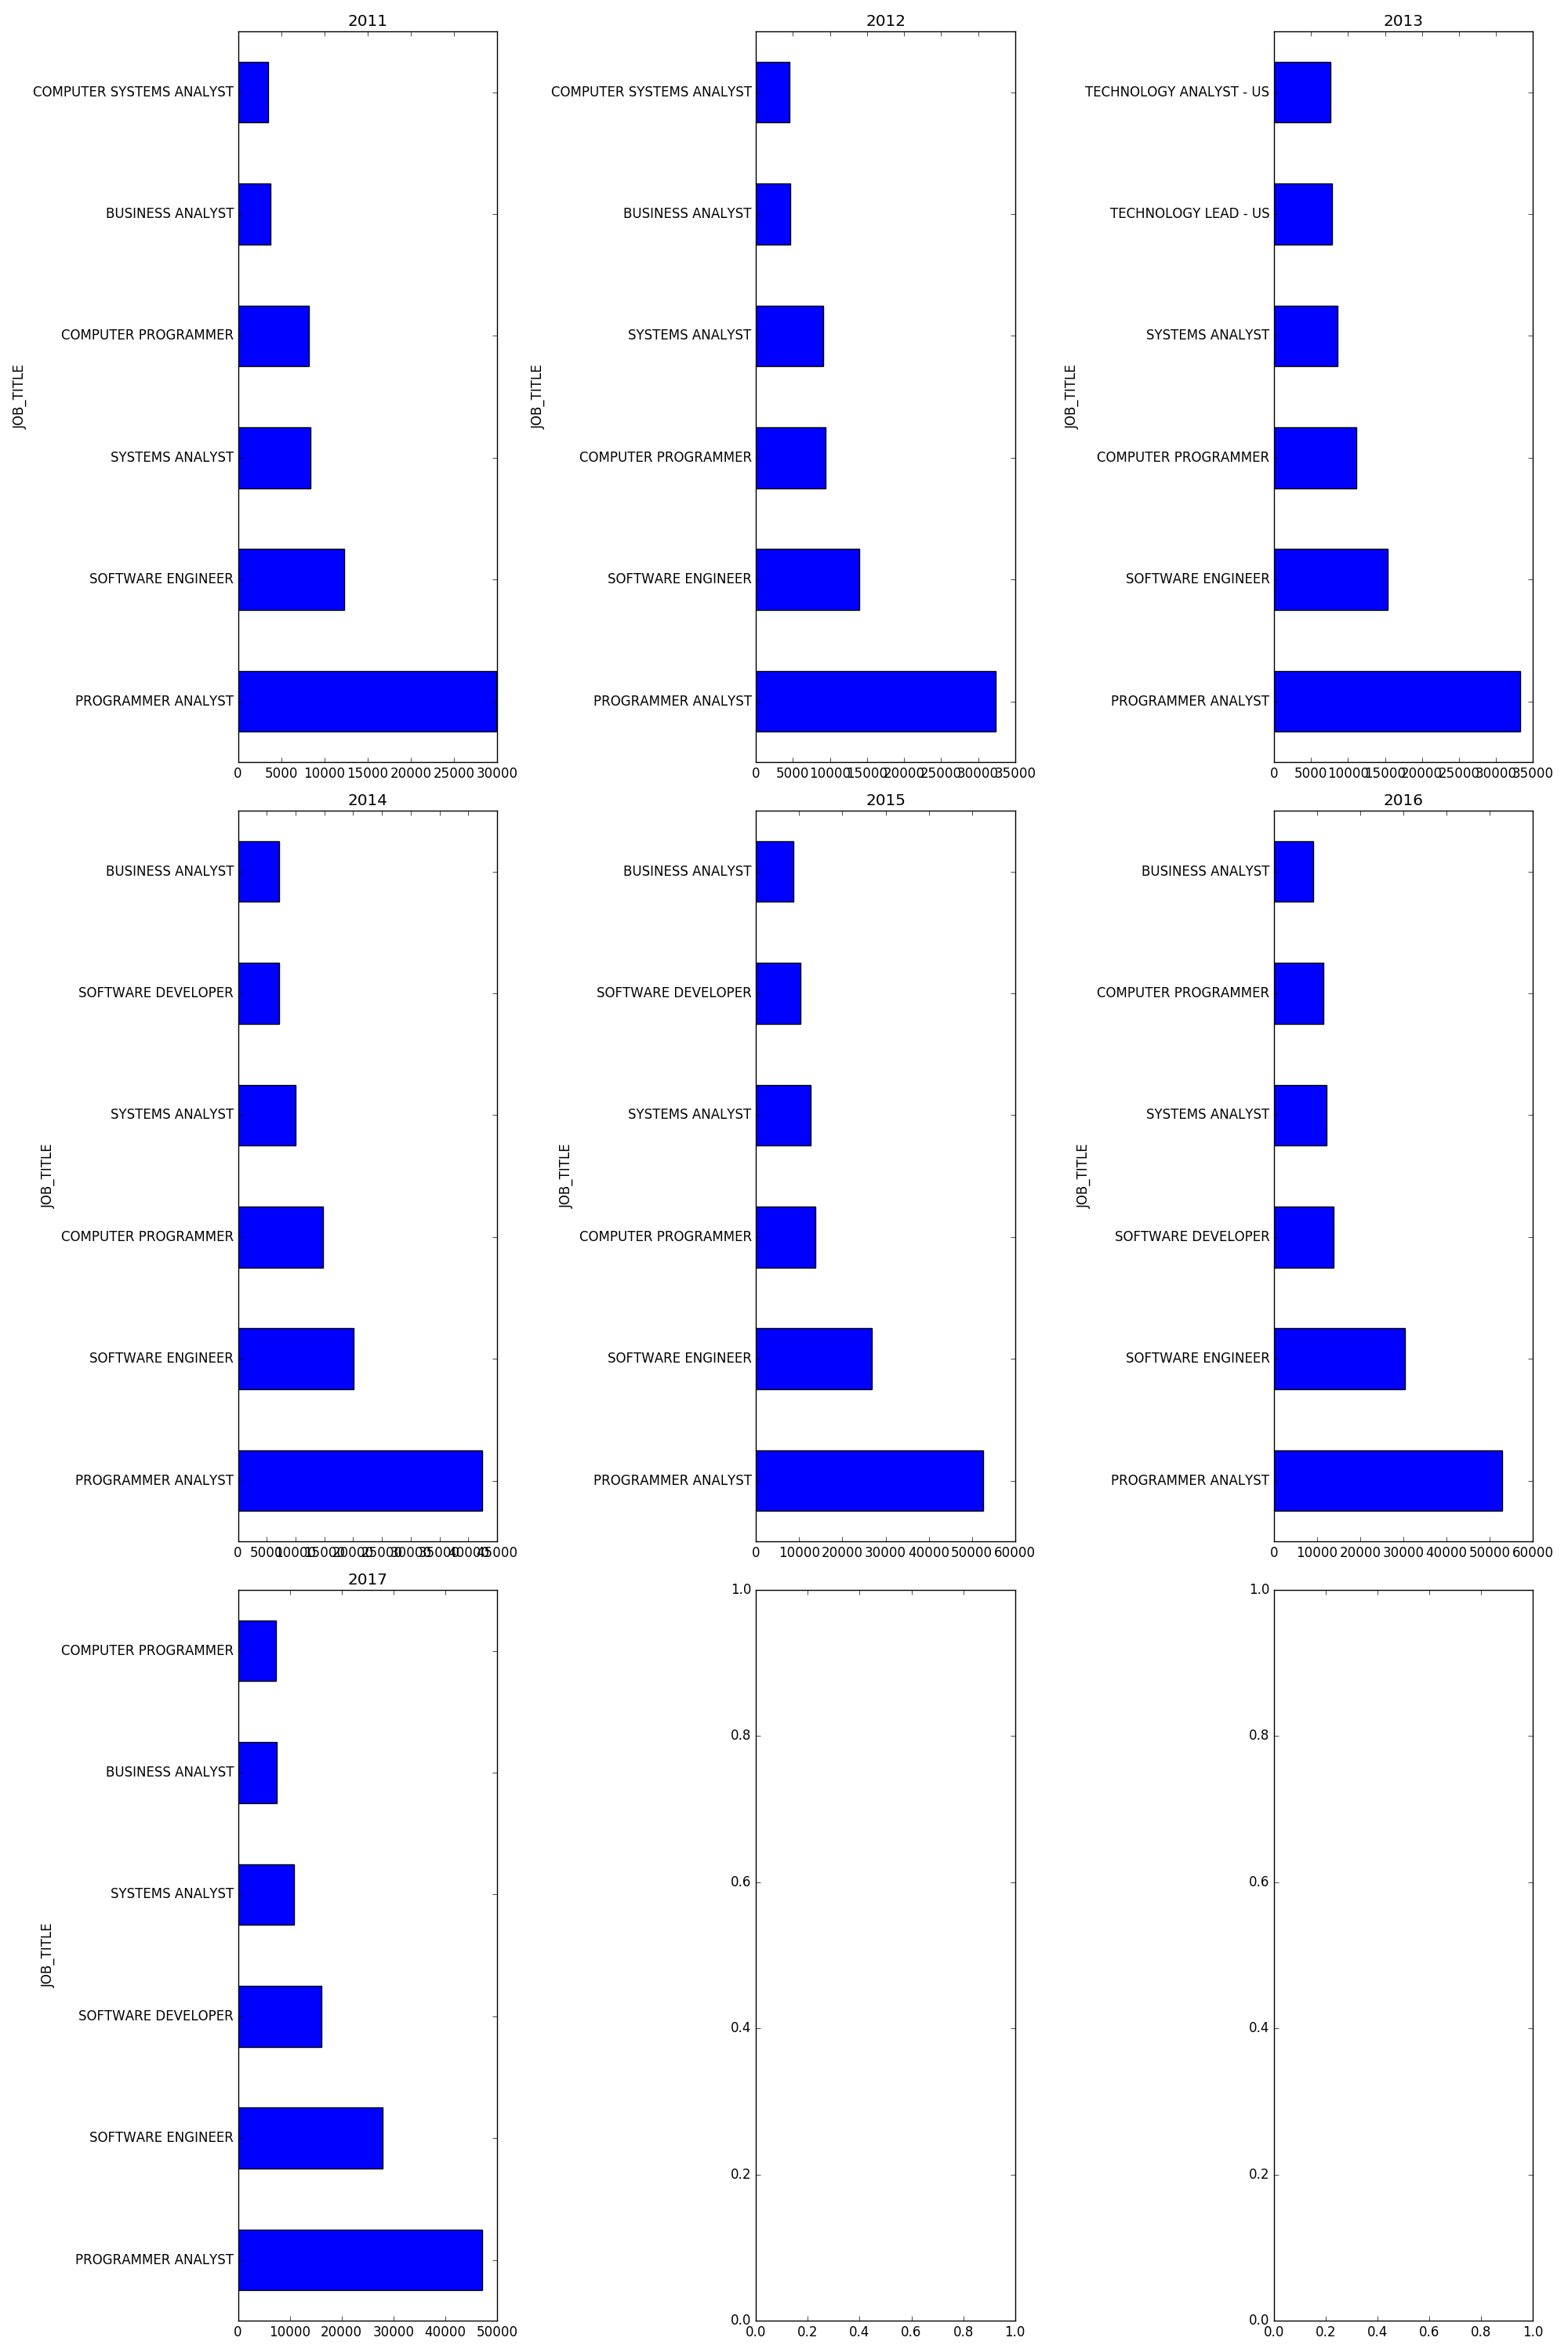 2011
COMPUTER SYSTEMS ANALYST
BUSINESS ANALYST
COMPUTER PROGRAMMER
SYSTEMS ANALYST
SOFTWARE ENGINEER
PROGRAMMER ANALYST
JOB_TITLE
0 5000 10000 15000 20000 25000 30000
2012
COMPUTER SYSTEMS ANALYST
BUSINESS ANALYST
SYSTEMS ANALYST
COMPUTER PROGRAMMER
SOFTWARE ENGINEER
PROGRAMMER ANALYST
JOB_TITLE
0 5000 10000 15000 20000 25000 30000 35000
2013
TECHNOLOGY ANALYST - US
TECHNOLOGY LEAD - US
SYSTEMS ANALYST
COMPUTER PROGRAMMER
SOFTWARE ENGINEER
PROGRAMMER ANALYST
JOB_TITLE
0 5000 10000 15000 20000 25000 30000 35000
2014
BUSINESS ANALYST
SOFTWARE DEVELOPER
SYSTEMS ANALYST
COMPUTER PROGRAMMER
SOFTWARE ENGINEER
PROGRAMMER ANALYST
JOB_TITLE
0 5000 10000 15000 20000 25000 30000 35000 40000 45000
2015
BUSINESS ANALYST
SOFTWARE DEVELOPER
SYSTEMS ANALYST
COMPUTER PROGRAMMER
SOFTWARE ENGINEER
PROGRAMMER ANALYST
JOB_TITLE
0 10000 20000 30000 40000 50000 60000
2016
BUSINESS ANALYST
COMPUTER PROGRAMMER
SYSTEMS ANALYST
SOFTWARE DEVELOPER
SOFTWARE ENGINEER
PROGRAMMER ANALYST
JOB_TITLE
0 10000 20000 30000 40000 50000 60000
2017
COMPUTER PROGRAMMER
BUSINESS ANALYST
SYSTEMS ANALYST
SOFTWARE DEVELOPER
SOFTWARE ENGINEER
PROGRAMMER ANALYST
JOB_TITLE
0 10000 20000 30000 40000 50000
1.0
0.8
0.6
0.4
0.2
0.0
0.0 0.2 0.4 0.6 0.8 1.0
1.0
0.8
0.6
0.4
0.2
0.0
0.0 0.2 0.4 0.6 0.8 1.0